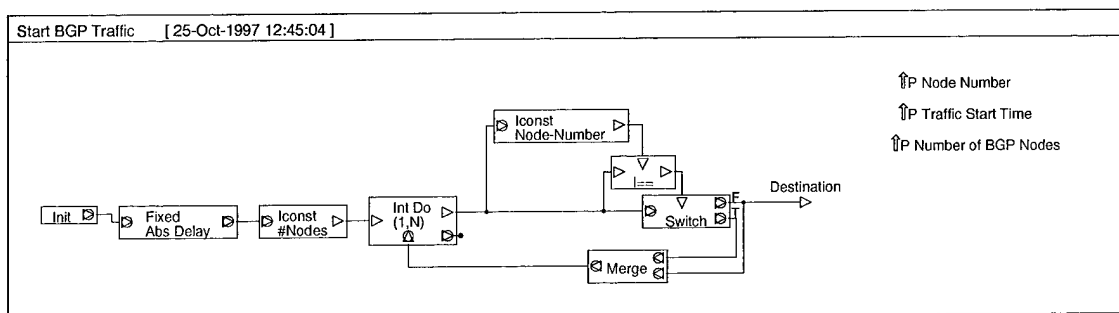 Start BGP Traffic [ 25-Oct-1997 12:45:04 ]
⇑P Node Number
⇑P Traffic Start Time
⇑P Number of BGP Nodes
Iconst
Node-Number
I==
Destination
Init
Fixed
Abs Delay
Iconst
#Nodes
Int Do
(1,N)
F
T
Switch
Merge